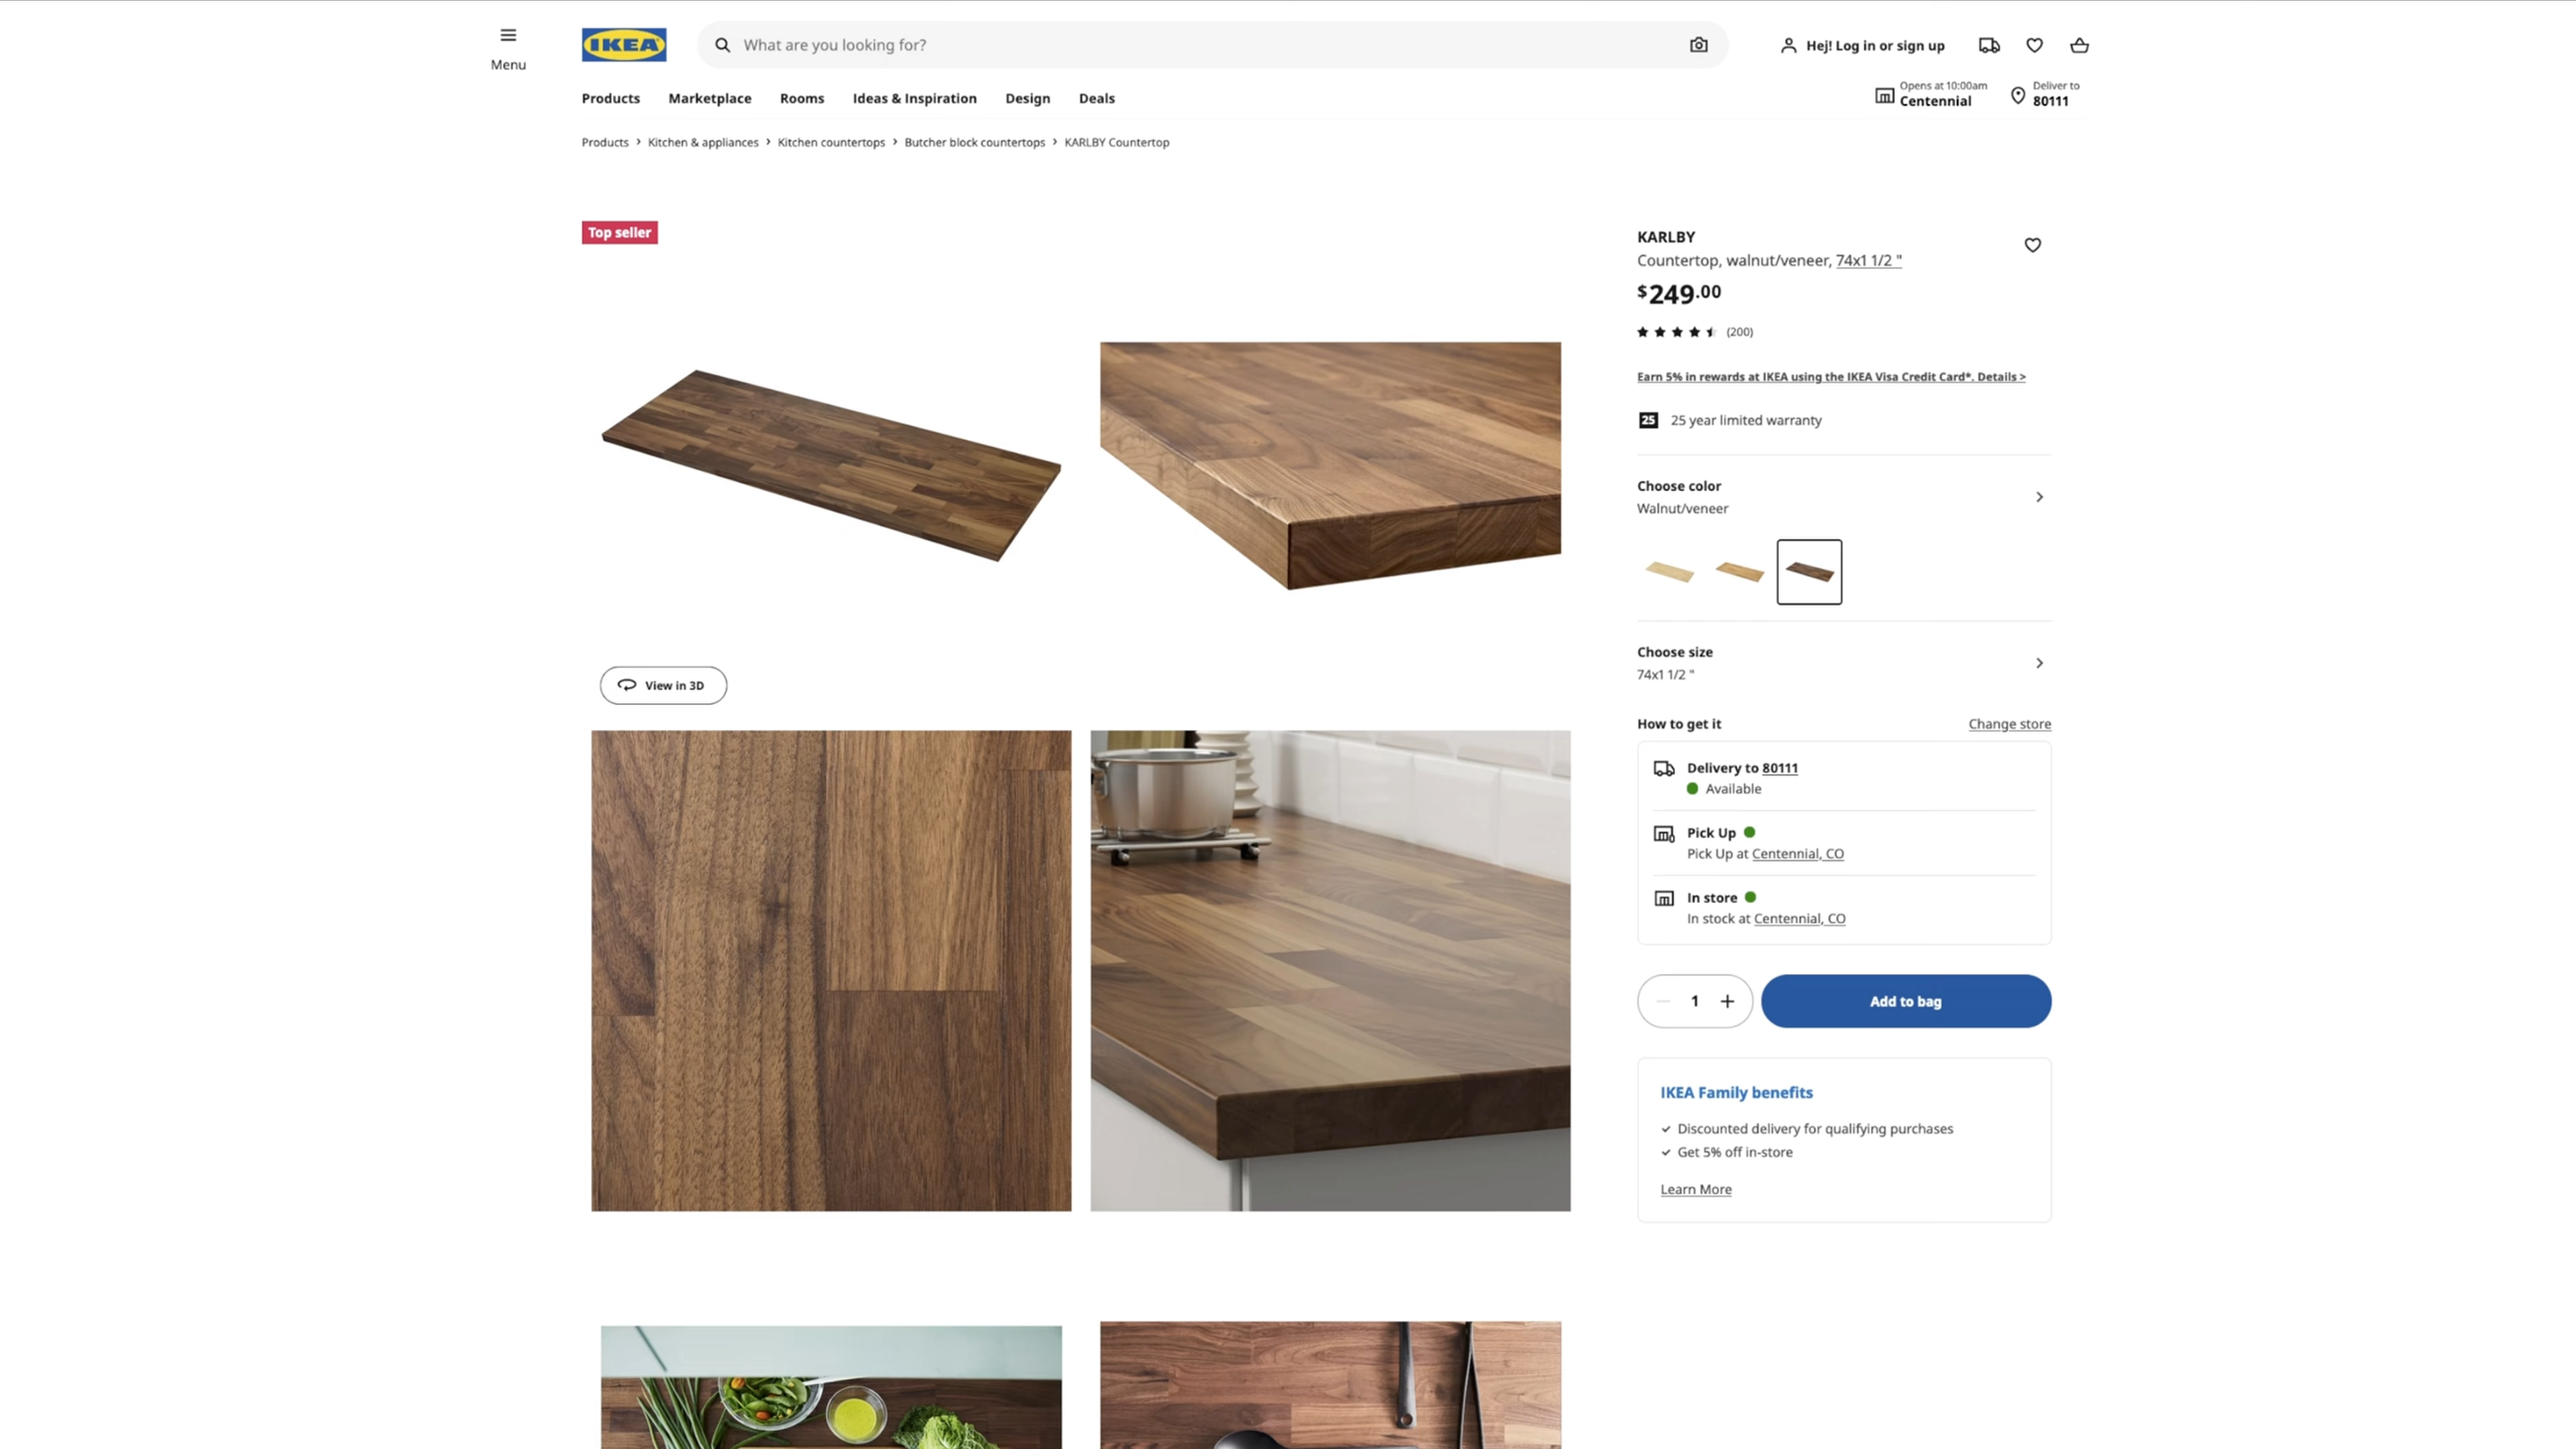 Menu
IKEA
What are you looking for?
Hej! Log in or sign up
Products
Marketplace
Rooms
Ideas & Inspiration
Design
Deals
Opens at 10:00am
Centennial
Deliver to
80111
Products › Kitchen & appliances › Kitchen countertops › Butcher block countertops › KARLBY Countertop
Top seller
View in 3D
KARLBY
Countertop, walnut/veneer, 74x1 1/2 "
$249.00
(200)
Earn 5% in rewards at IKEA using the IKEA Visa Credit Card*. Details >
25 25 year limited warranty
Choose color
Walnut/veneer
Choose size
74x1 1/2 "
How to get it
Change store
Delivery to 80111
Available
Pick Up
Pick Up at Centennial, CO
In store
In stock at Centennial, CO
1
Add to bag
IKEA Family benefits
Discounted delivery for qualifying purchases
Get 5% off in-store
Learn More